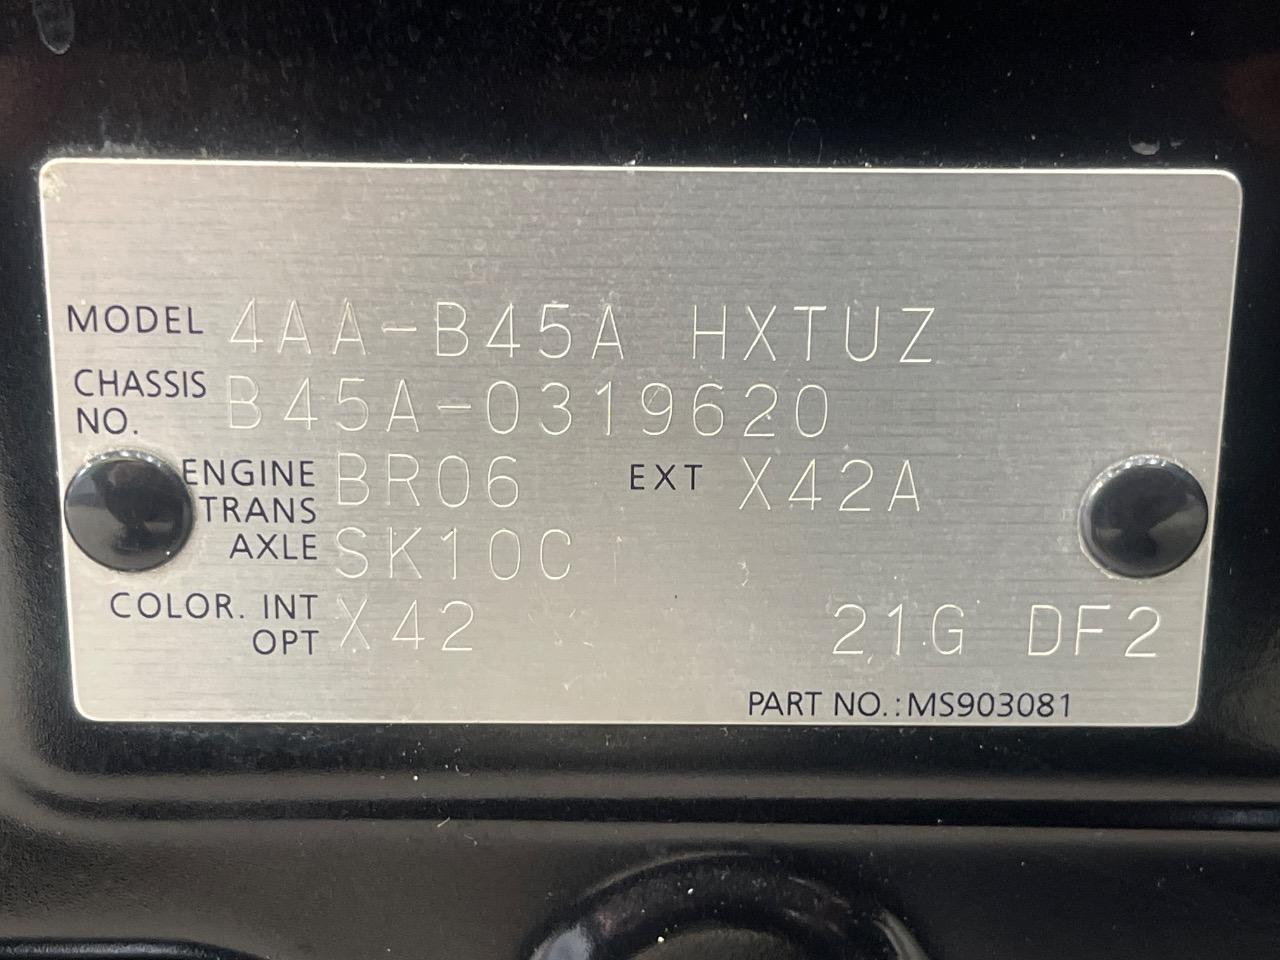 MODEL 4AA-B45A HXTUZ
CHASSIS NO. B45A-0319620
ENGINE BR06 EXT X42A
TRANS
AXLE SK10C
COLOR. INT X42 21G DF2
OPT
PART NO.:MS903081